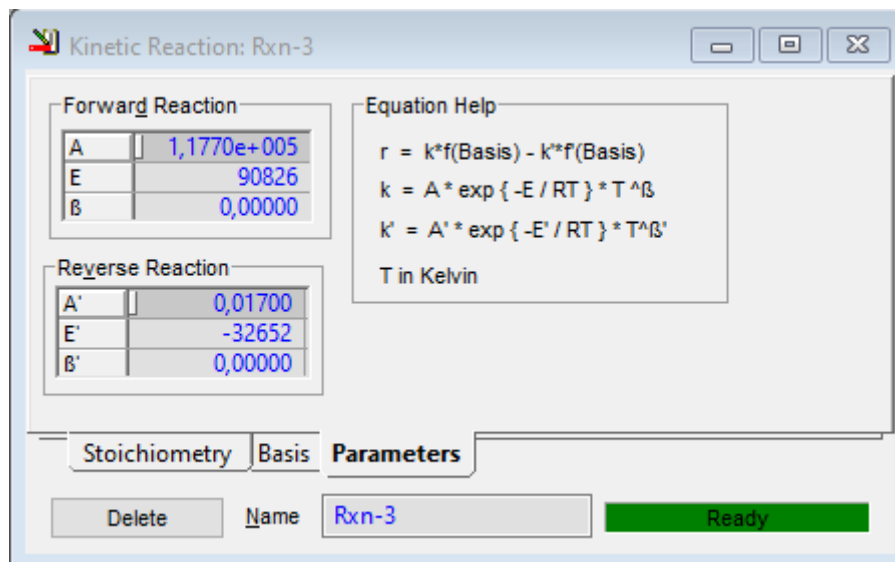 Kinetic Reaction: Rxn-3
Forward Reaction
A 1,1770e+005
E 90826
ß 0,00000
Equation Help
r = k*f(Basis) - k'*f'(Basis)
k = A * exp { -E / RT } * T ^ß
k' = A' * exp { -E' / RT } * T^ß'
T in Kelvin
Reverse Reaction
A' 0,01700
E' -32652
ß' 0,00000
Stoichiometry Basis Parameters
Delete Name Rxn-3 Ready